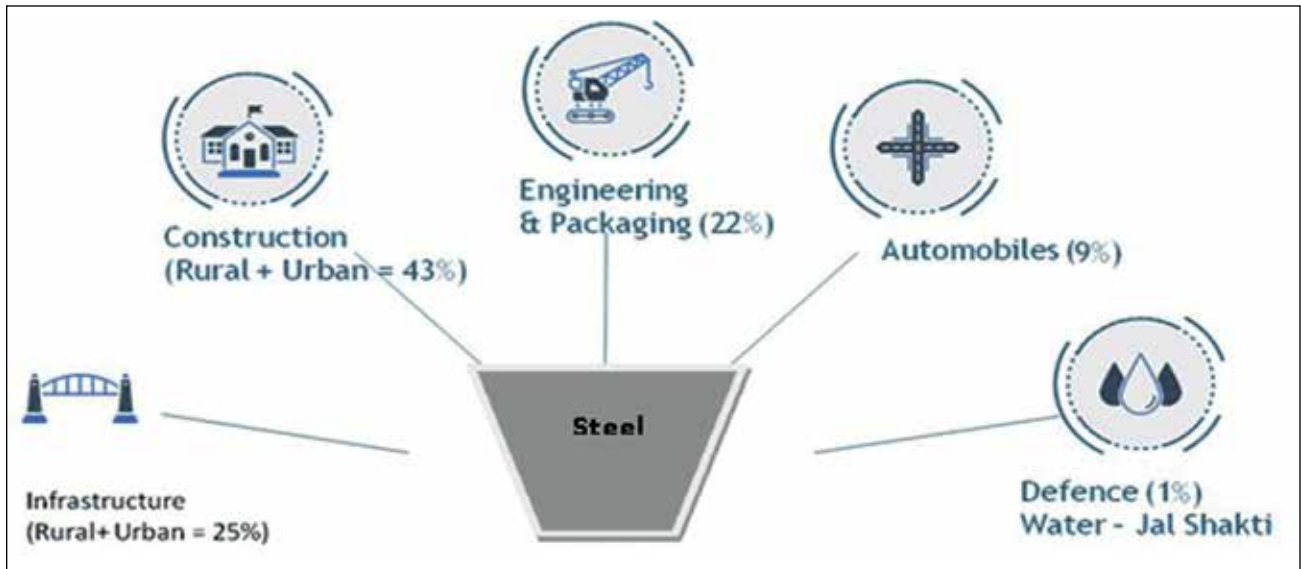 Construction
(Rural + Urban = 43%)
Engineering
& Packaging (22%)
Automobiles (9%)
Steel
Infrastructure
(Rural+ Urban = 25%)
Defence (1%)
Water - Jal Shakti